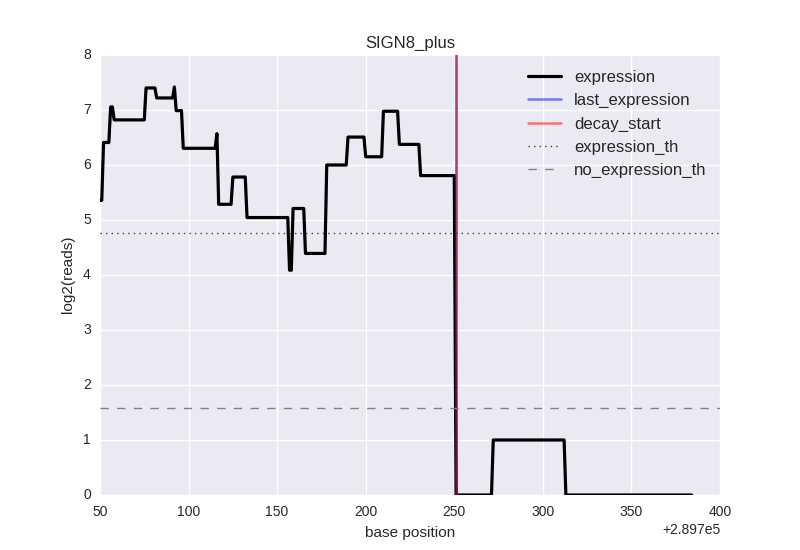 SIGN8_plus
8
7
6
5
4
3
2
1
0
log2(reads)
expression
last_expression
decay_start
expression_th
no_expression_th
50 100 150 200 250 300 350 400
+2.897e5
base position